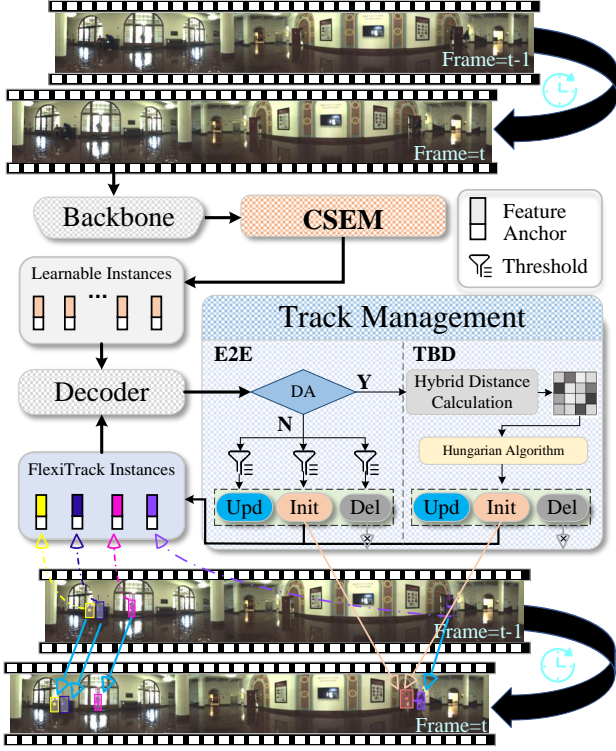 Frame=t-1
Frame=t
Backbone
CSEM
Feature
Anchor
Threshold
Learnable Instances
...
Track Management
E2E
TBD
DA
Y
N
Hybrid Distance
Calculation
Decoder
Hungarian Algorithm
FlexiTrack Instances
Upd
Init
Del
Upd
Init
Del
Frame=t-1
Frame=t